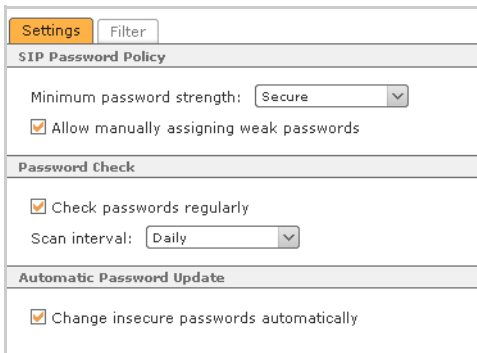 Settings Filter
SIP Password Policy
Minimum password strength: Secure
Allow manually assigning weak passwords
Password Check
Check passwords regularly
Scan interval: Daily
Automatic Password Update
Change insecure passwords automatically